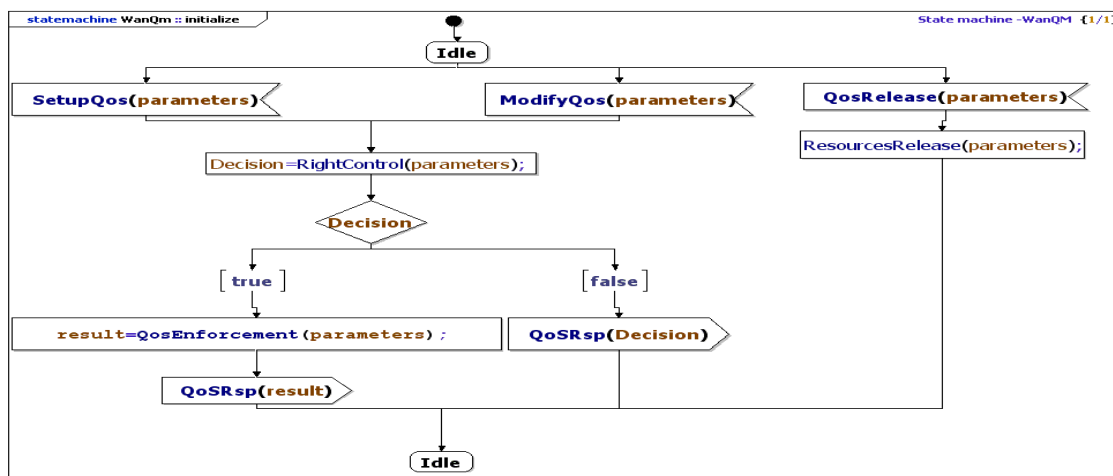 statemachine WanQm :: initialize
State machine -WanQM {1/1}
Idle
SetupQos(parameters)
ModifyQos(parameters)
QosRelease(parameters)
Decision=RightControl(parameters);
ResourcesRelease(parameters);
Decision
[ true ]
[false]
result=QosEnforcement(parameters);
QoSRsp(Decision)
QoSRsp(result)
Idle